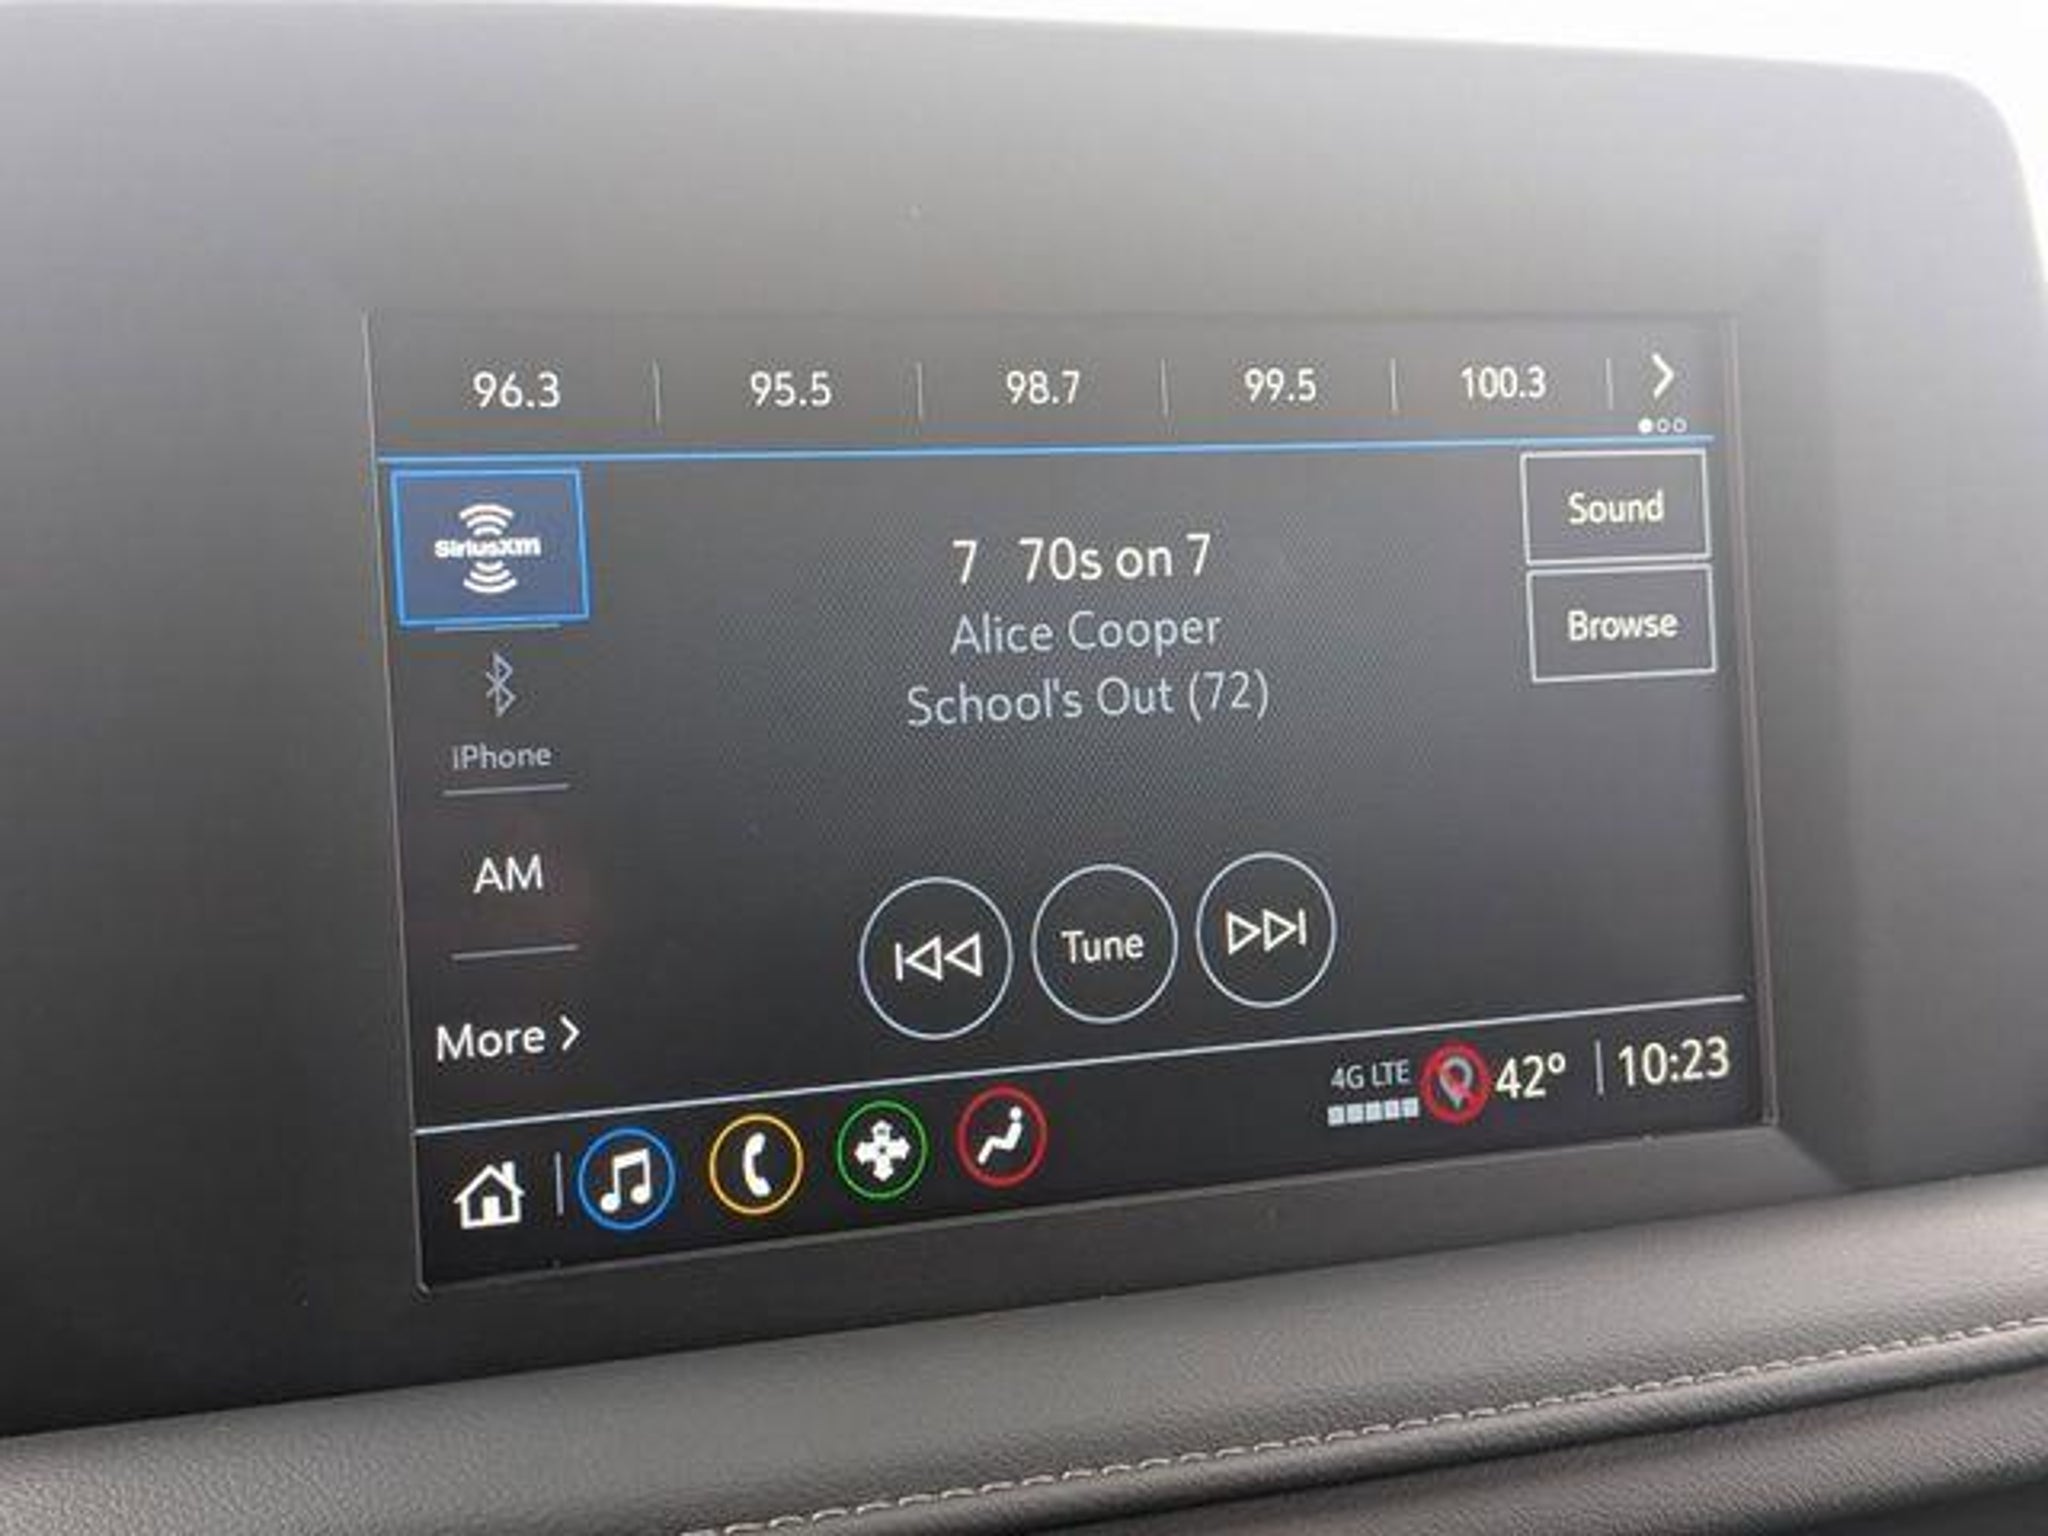 96.3 95.5 98.7 99.5 100.3
SiriusXM
Sound
7 70s on 7
Browse
Alice Cooper
School's Out (72)
iPhone
AM
Tune
More
4G LTE 42° 10:23